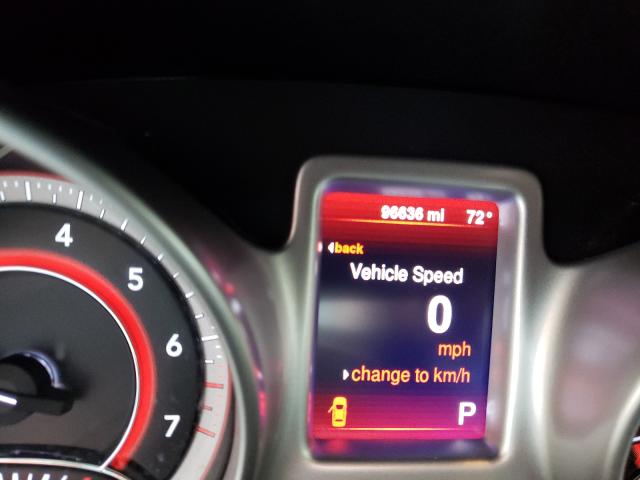 96636 mi 72°
back
Vehicle Speed
0
mph
change to km/h
P
4
5
6
7